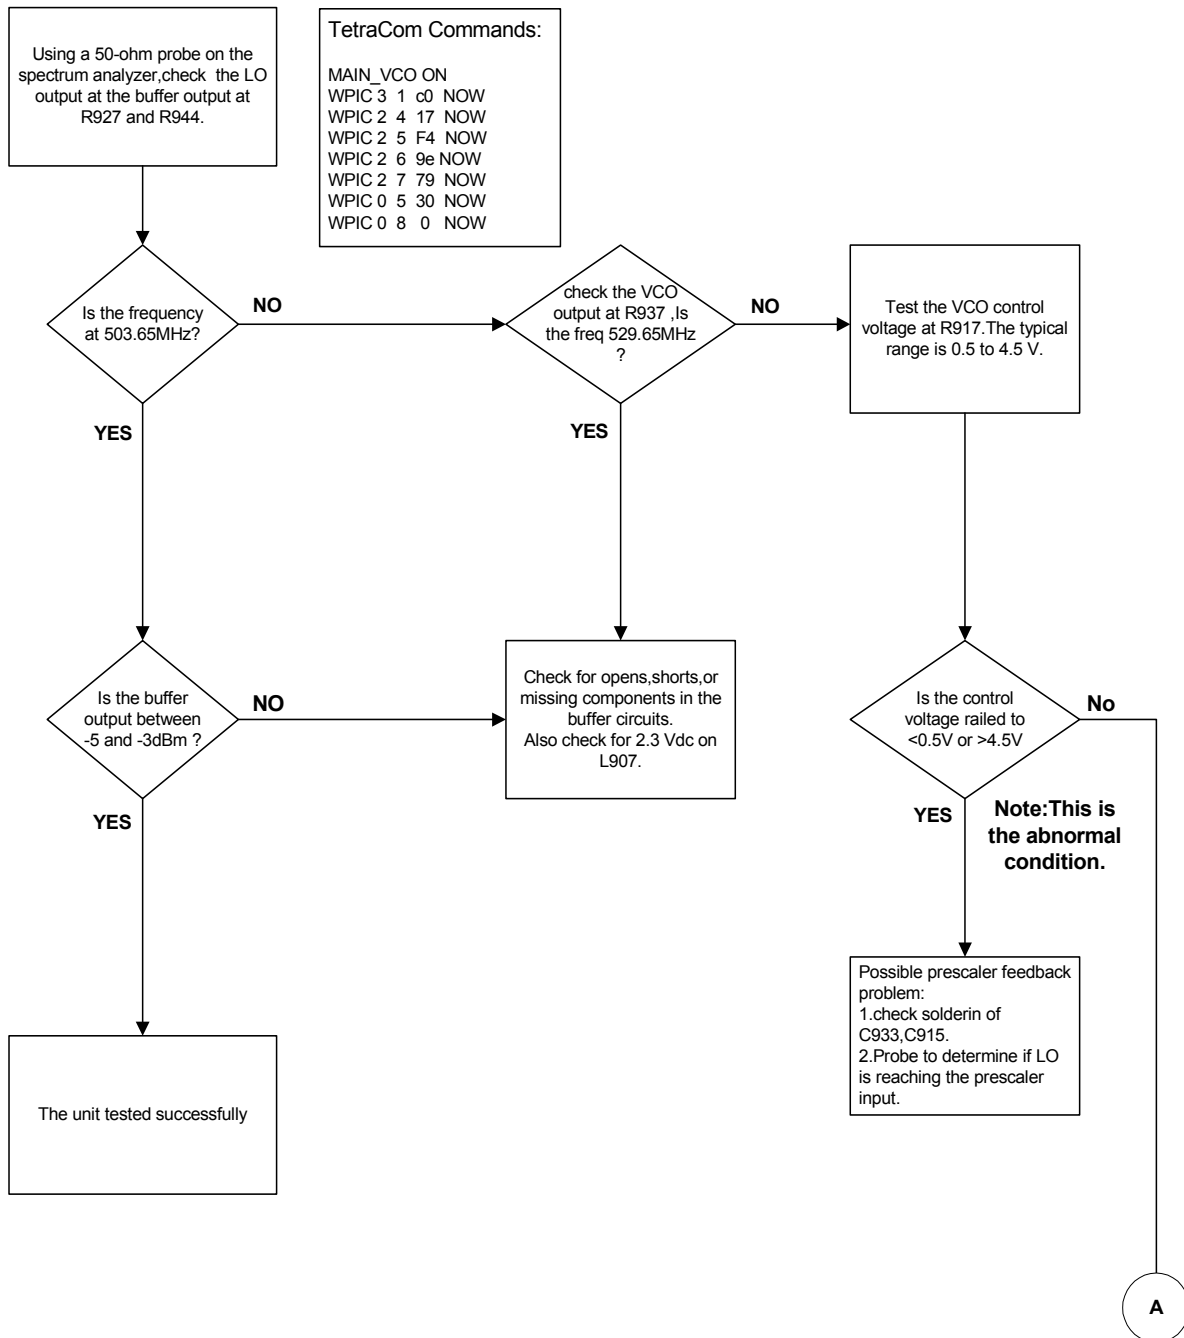 Using a 50-ohm probe on the
spectrum analyzer,check the LO
output at the buffer output at
R927 and R944.
TetraCom Commands:
MAIN_VCO ON
WPIC 3 1 c0 NOW
WPIC 2 4 17 NOW
WPIC 2 5 F4 NOW
WPIC 2 6 9e NOW
WPIC 2 7 79 NOW
WPIC 0 5 30 NOW
WPIC 0 8 0 NOW
Is the frequency
at 503.65MHz?
NO
check the VCO
output at R937 ,Is
the freq 529.65MHz
?
NO
Test the VCO control
voltage at R917.The typical
range is 0.5 to 4.5 V.
YES
YES
Is the buffer
output between
-5 and -3dBm ?
NO
Check for opens,shorts,or
missing components in the
buffer circuits.
Also check for 2.3 Vdc on
L907.
Is the control
voltage railed to
<0.5V or >4.5V
No
YES
YES
Note:This is
the abnormal
condition.
Possible prescaler feedback
problem:
1.check solderin of
C933,C915.
2.Probe to determine if LO
is reaching the prescaler
input.
The unit tested successfully
A